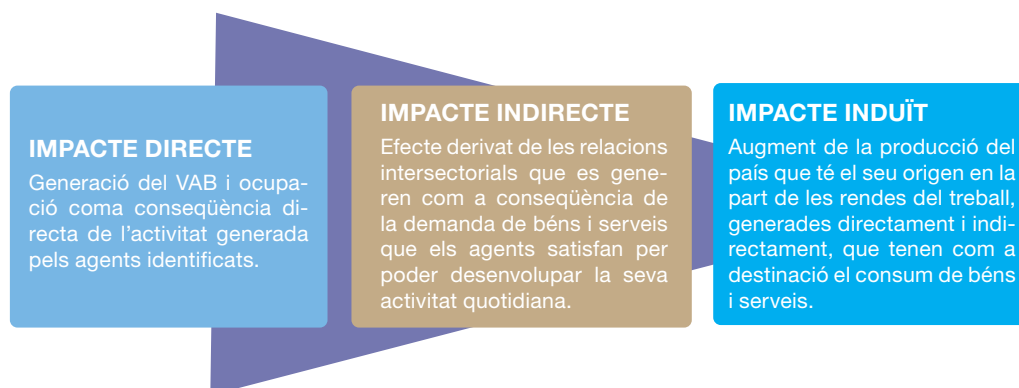 IMPACTE DIRECTE
Generació del VAB i ocupa-
ció coma conseqüència di-
recta de l'activitat generada
pels agents identificats.
IMPACTE INDIRECTE
Efecte derivat de les relacions
intersectorials que es gene-
ren com a conseqüència de
la demanda de béns i serveis
que els agents satisfan per
poder desenvolupar la seva
activitat quotidiana.
IMPACTE INDUÏT
Augment de la producció del
país que té el seu origen en la
part de les rendes del treball,
generades directament i indi-
rectament, que tenen com a
destinació el consum de béns
i serveis.